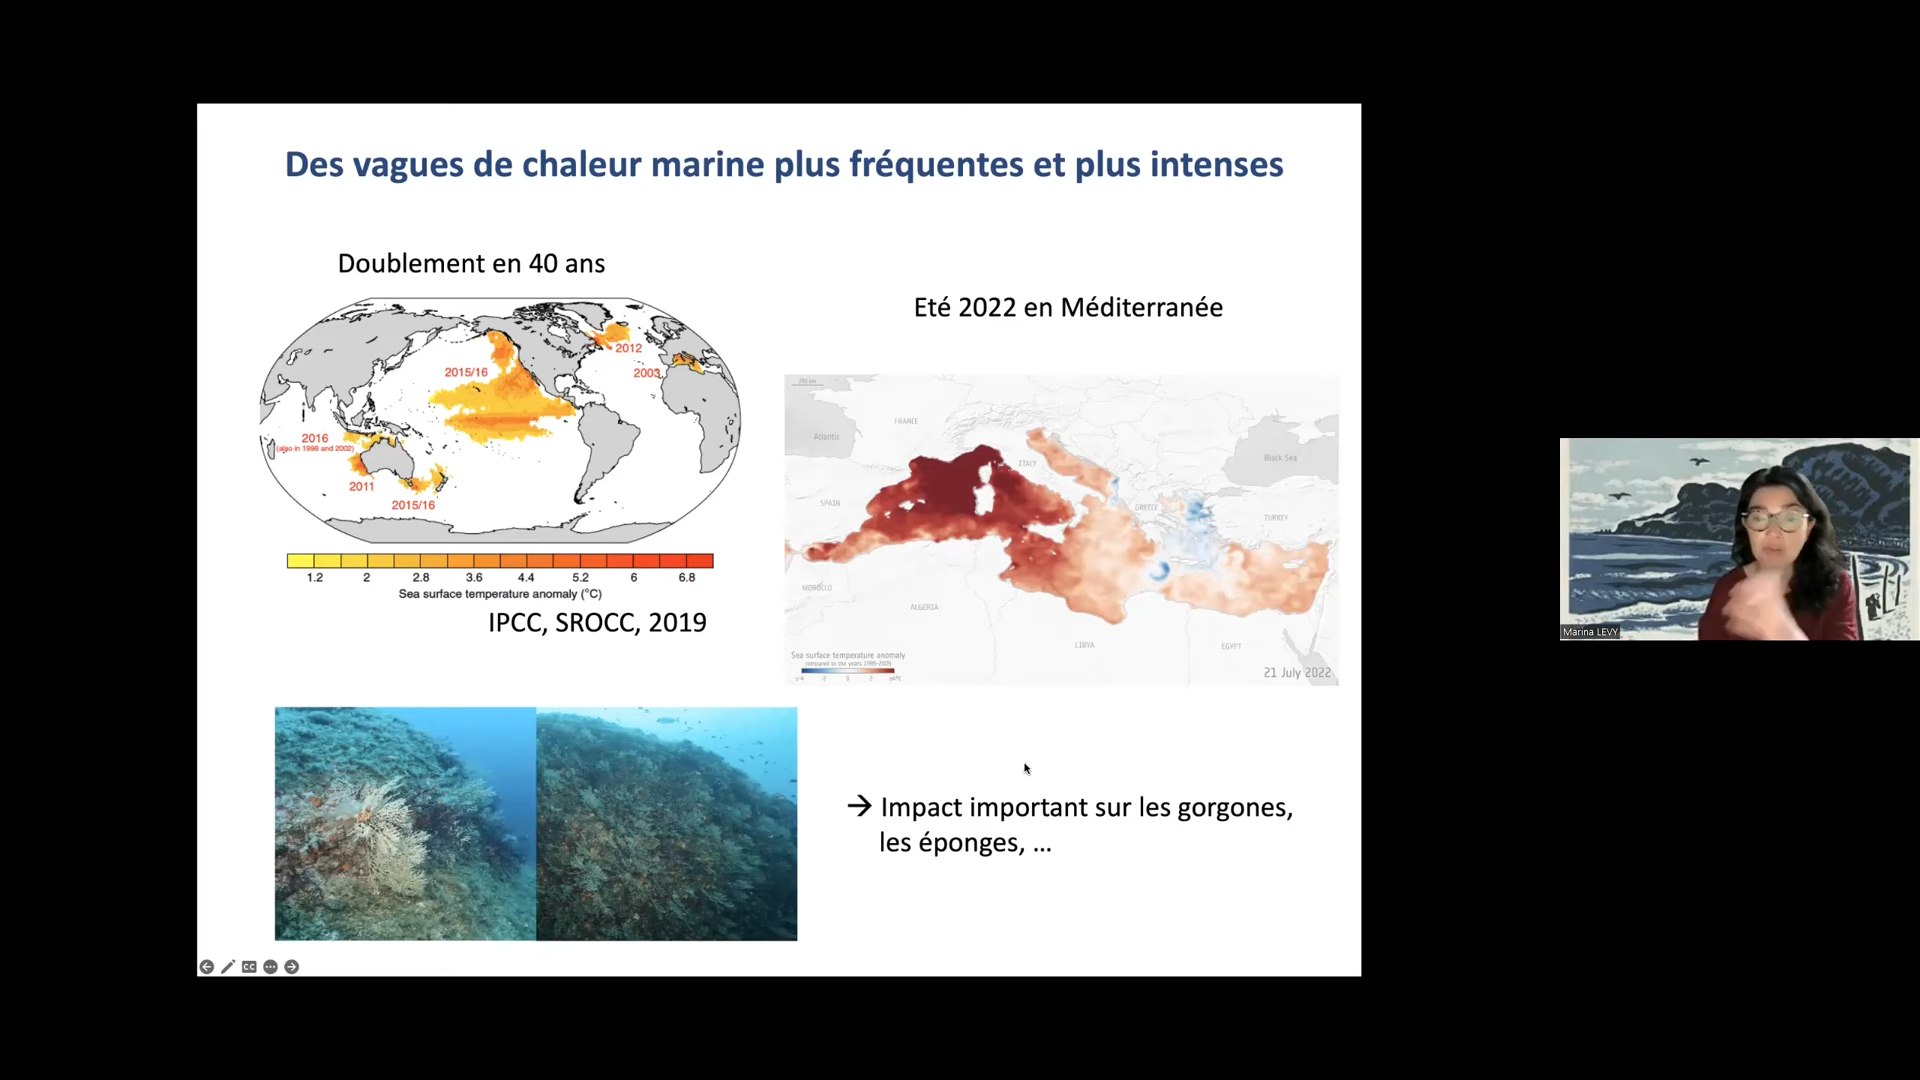 Des vagues de chaleur marine plus fréquentes et plus intenses
Doublement en 40 ans
2012
2015/16
2003
2016
(also in 1998 and 2002)
2011
2015/16
1.2 2 2.8 3.6 4.4 5.2 6 6.8
Sea surface temperature anomaly (°C)
IPCC, SROCC, 2019
Eté 2022 en Méditerranée
FRANCE
Atlantic
ITALY
Black Sea
SPAIN
GREECE
TURKEY
MOROCCO
ALGERIA
LIBYA
EGYPT
Sea surface temperature anomaly
compared to the years 1985-2005
21 July 2022
→ Impact important sur les gorgones,
les éponges, ...
CC
Marina LEVY